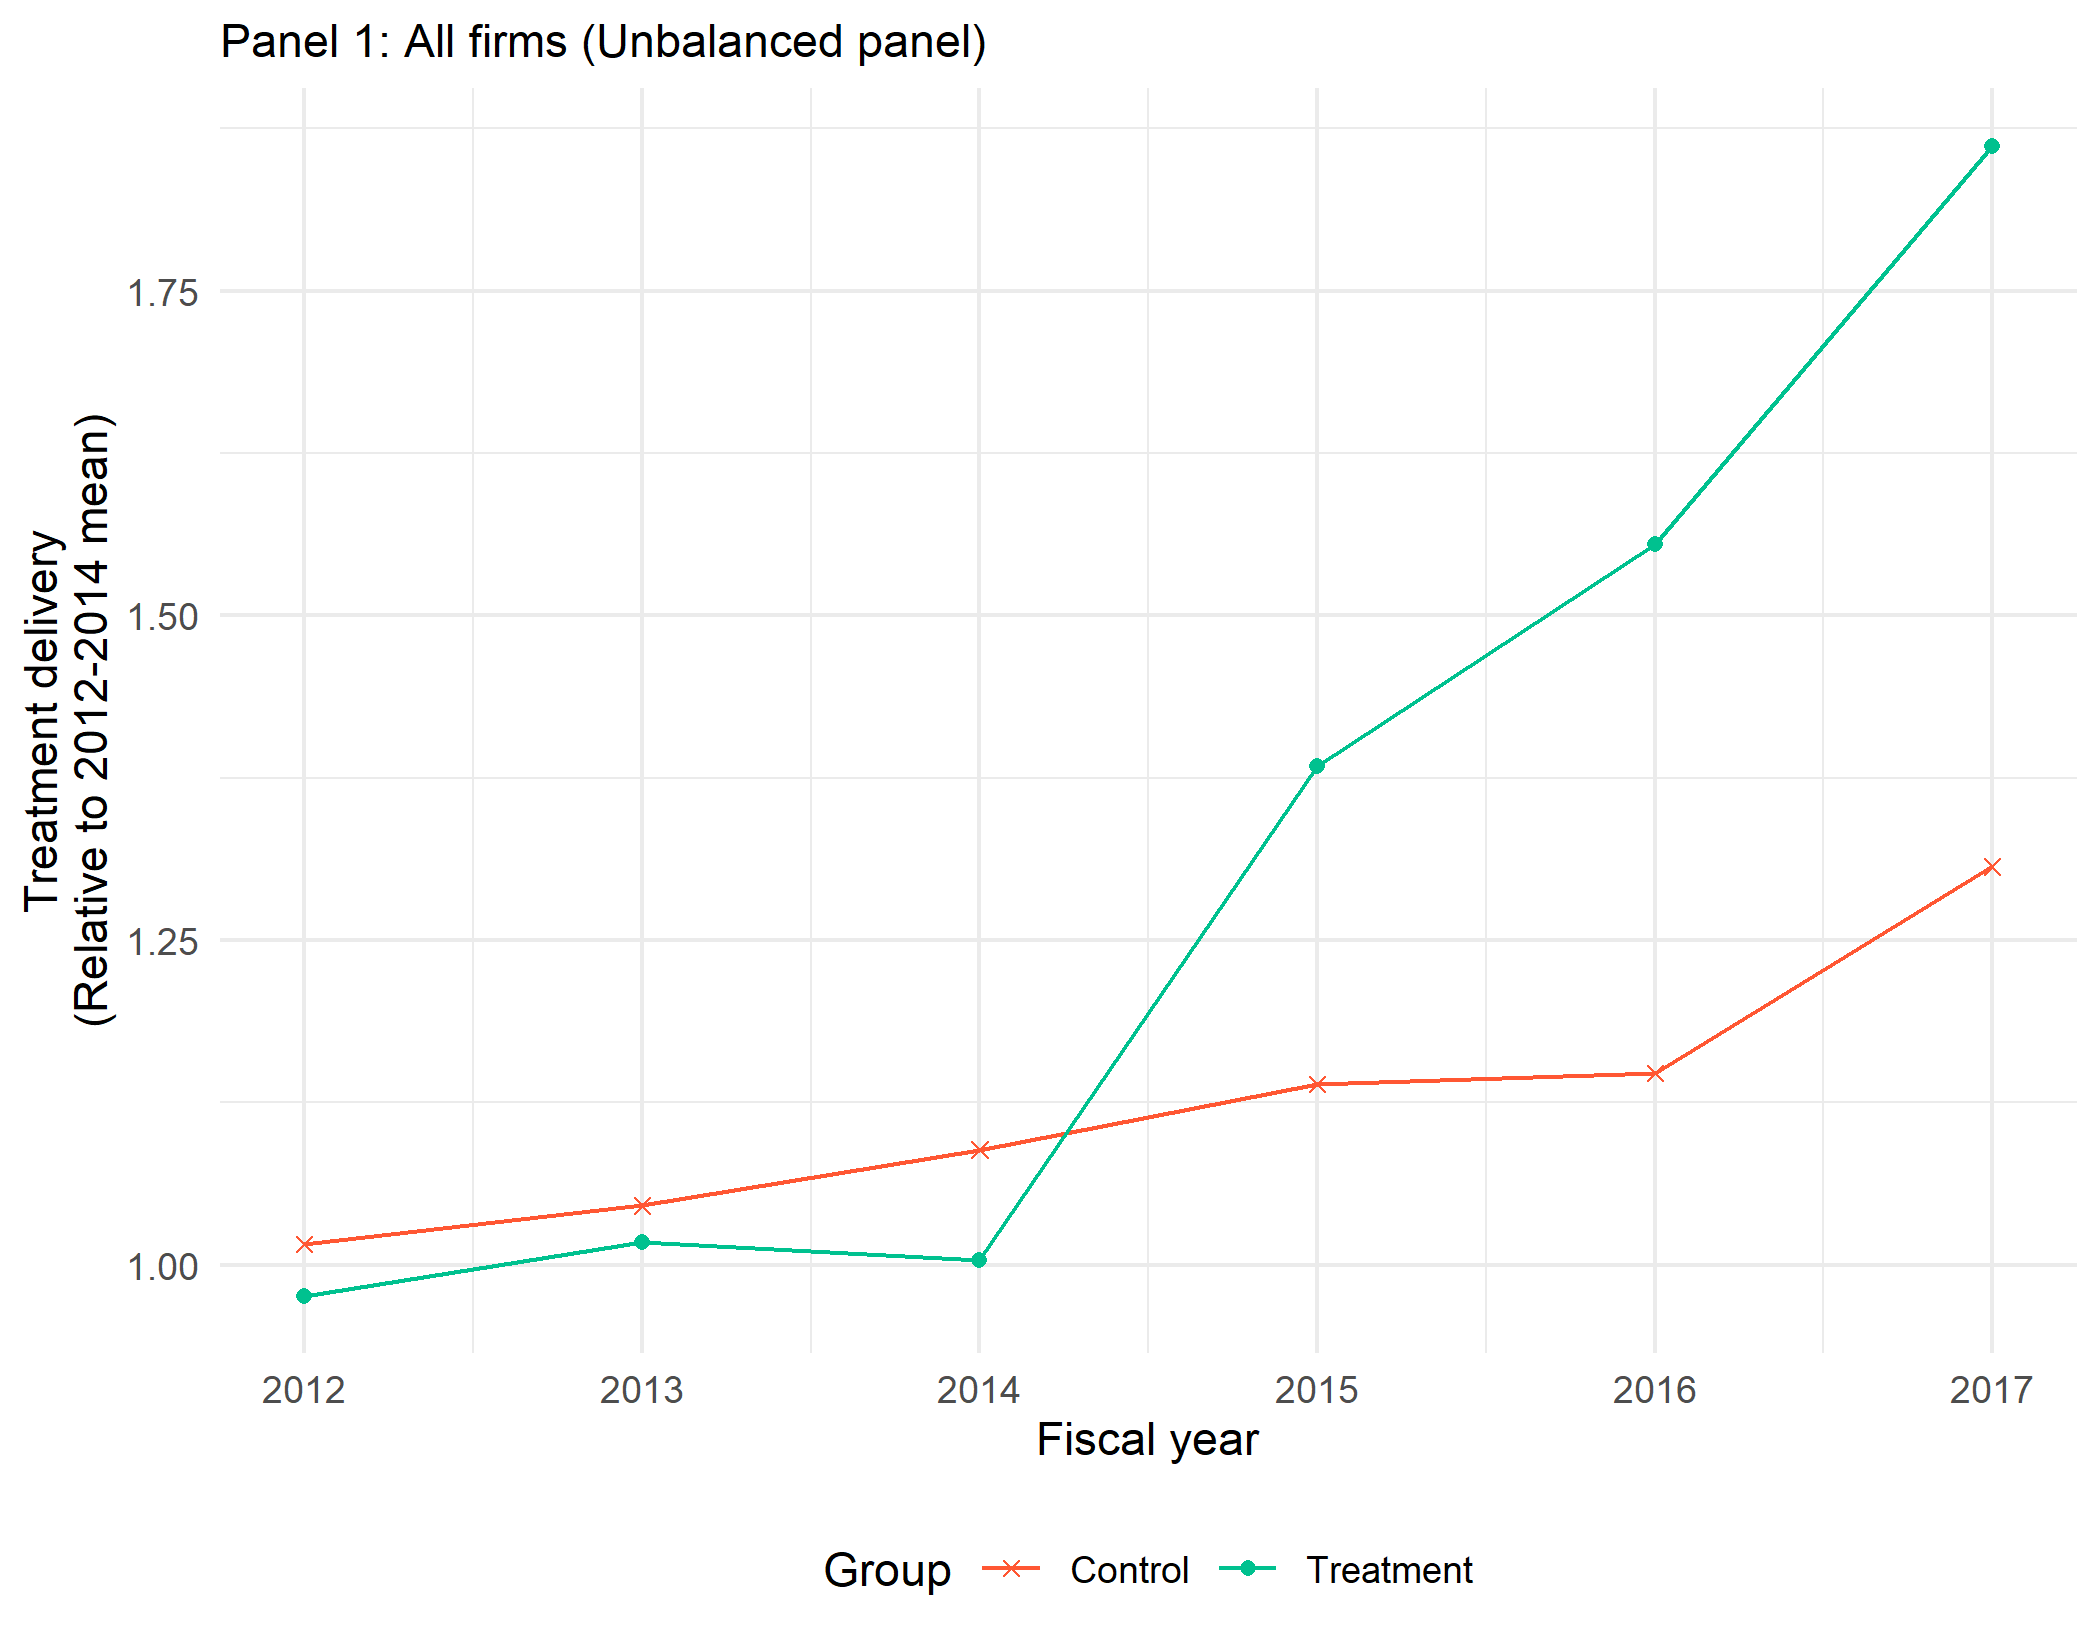 Panel 1: All firms (Unbalanced panel)
Treatment delivery
(Relative to 2012-2014 mean)
1.75
1.50
1.25
1.00
2012 2013 2014 2015 2016 2017
Fiscal year
Group Control Treatment